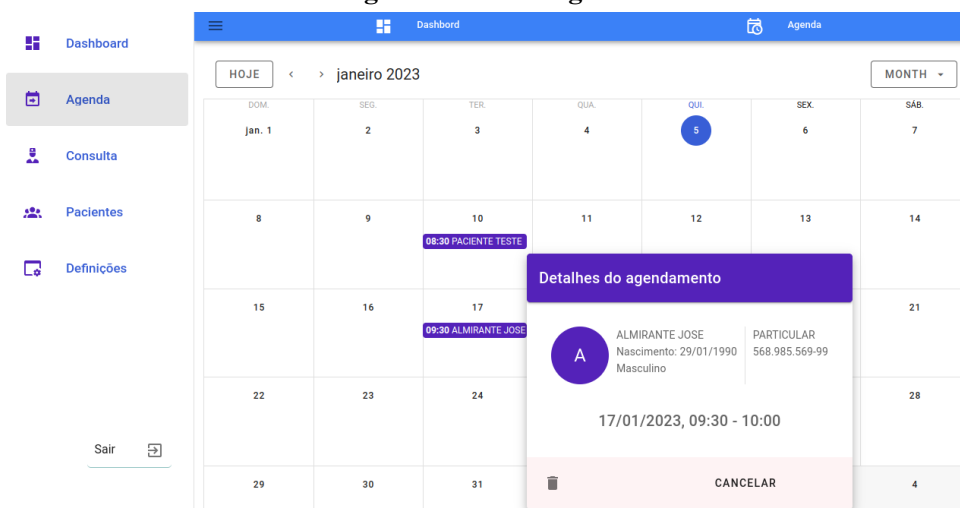 Dashbord
Agenda
Dashboard
Agenda
Consulta
Pacientes
Definições
Sair
HOJE
janeiro 2023
MONTH
DOM. SEG. TER. QUA. QUI. SEX. SÁB.
jan. 1 2 3 4 5 6 7
8 9 10 11 12 13 14
08:30 PACIENTE TESTE
15 16 17 21
09:30 ALMIRANTE JOSE
22 23 24 28
29 30 31 4
Detalhes do agendamento
A
ALMIRANTE JOSE
Nascimento: 29/01/1990
Masculino
PARTICULAR
568.985.569-99
17/01/2023, 09:30 - 10:00
CANCELAR